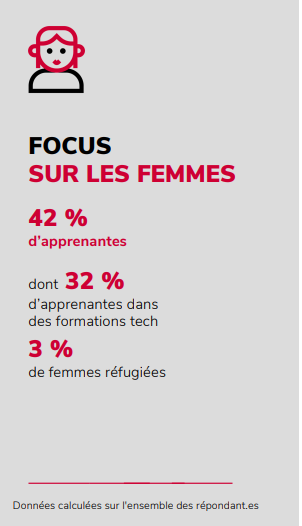 FOCUS
SUR LES FEMMES
42 %
d'apprenantes
dont 32 %
d'apprenantes dans
des formations tech
3 %
de femmes réfugiées
Données calculées sur l'ensemble des répondant.es